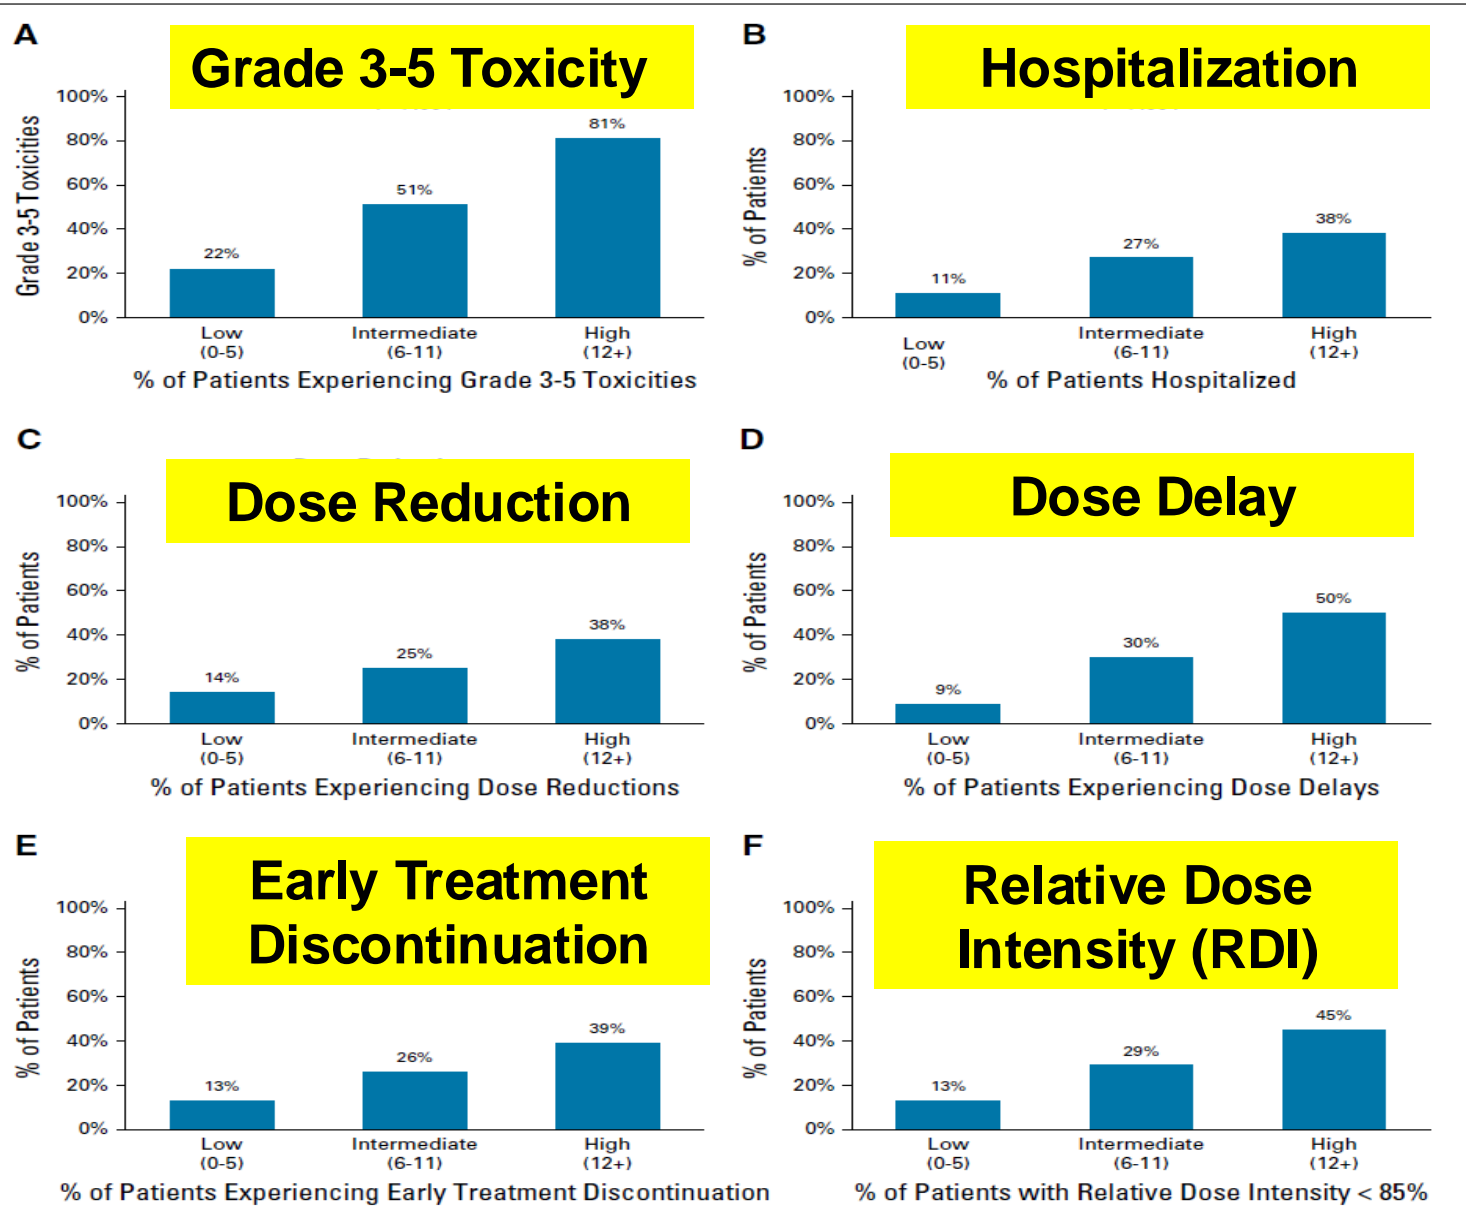 A
Grade 3-5 Toxicity
Grade 3-5 Toxicities
100%
80%
60%
40%
20%
0%
22%
51%
81%
Low
(0-5)
Intermediate
(6-11)
High
(12+)
% of Patients Experiencing Grade 3-5 Toxicities
B
Hospitalization
% of Patients
100%
80%
60%
40%
20%
0%
11%
27%
38%
Low
(0-5)
Intermediate
(6-11)
High
(12+)
% of Patients Hospitalized
C
Dose Reduction
% of Patients
100%
80%
60%
40%
20%
0%
14%
25%
38%
Low
(0-5)
Intermediate
(6-11)
High
(12+)
% of Patients Experiencing Dose Reductions
D
Dose Delay
% of Patients
100%
80%
60%
40%
20%
0%
9%
30%
50%
Low
(0-5)
Intermediate
(6-11)
High
(12+)
% of Patients Experiencing Dose Delays
E
Early Treatment
Discontinuation
% of Patients
100%
80%
60%
40%
20%
0%
13%
26%
39%
Low
(0-5)
Intermediate
(6-11)
High
(12+)
% of Patients Experiencing Early Treatment Discontinuation
F
Relative Dose
Intensity (RDI)
% of Patients
100%
80%
60%
40%
20%
0%
13%
29%
45%
Low
(0-5)
Intermediate
(6-11)
High
(12+)
% of Patients with Relative Dose Intensity < 85%